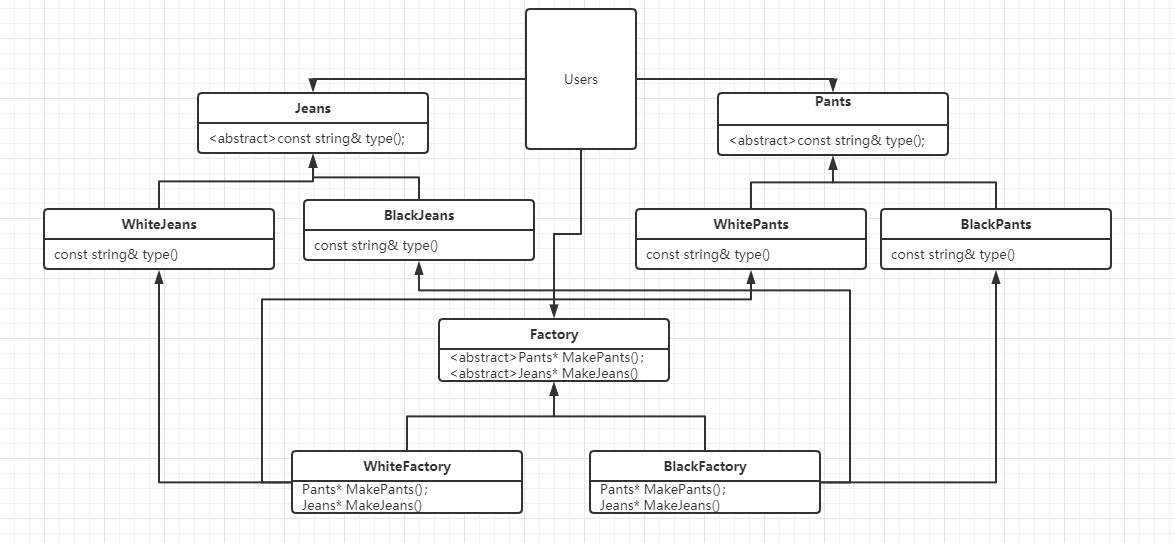 Users
Jeans
<abstract>const string& type();
Pants
<abstract>const string& type();
WhiteJeans
const string& type()
BlackJeans
const string& type()
WhitePants
const string& type()
BlackPants
const string& type()
Factory
<abstract>Pants* MakePants();
<abstract>Jeans* MakeJeans()
WhiteFactory
Pants* MakePants();
Jeans* MakeJeans()
BlackFactory
Pants* MakePants();
Jeans* MakeJeans()